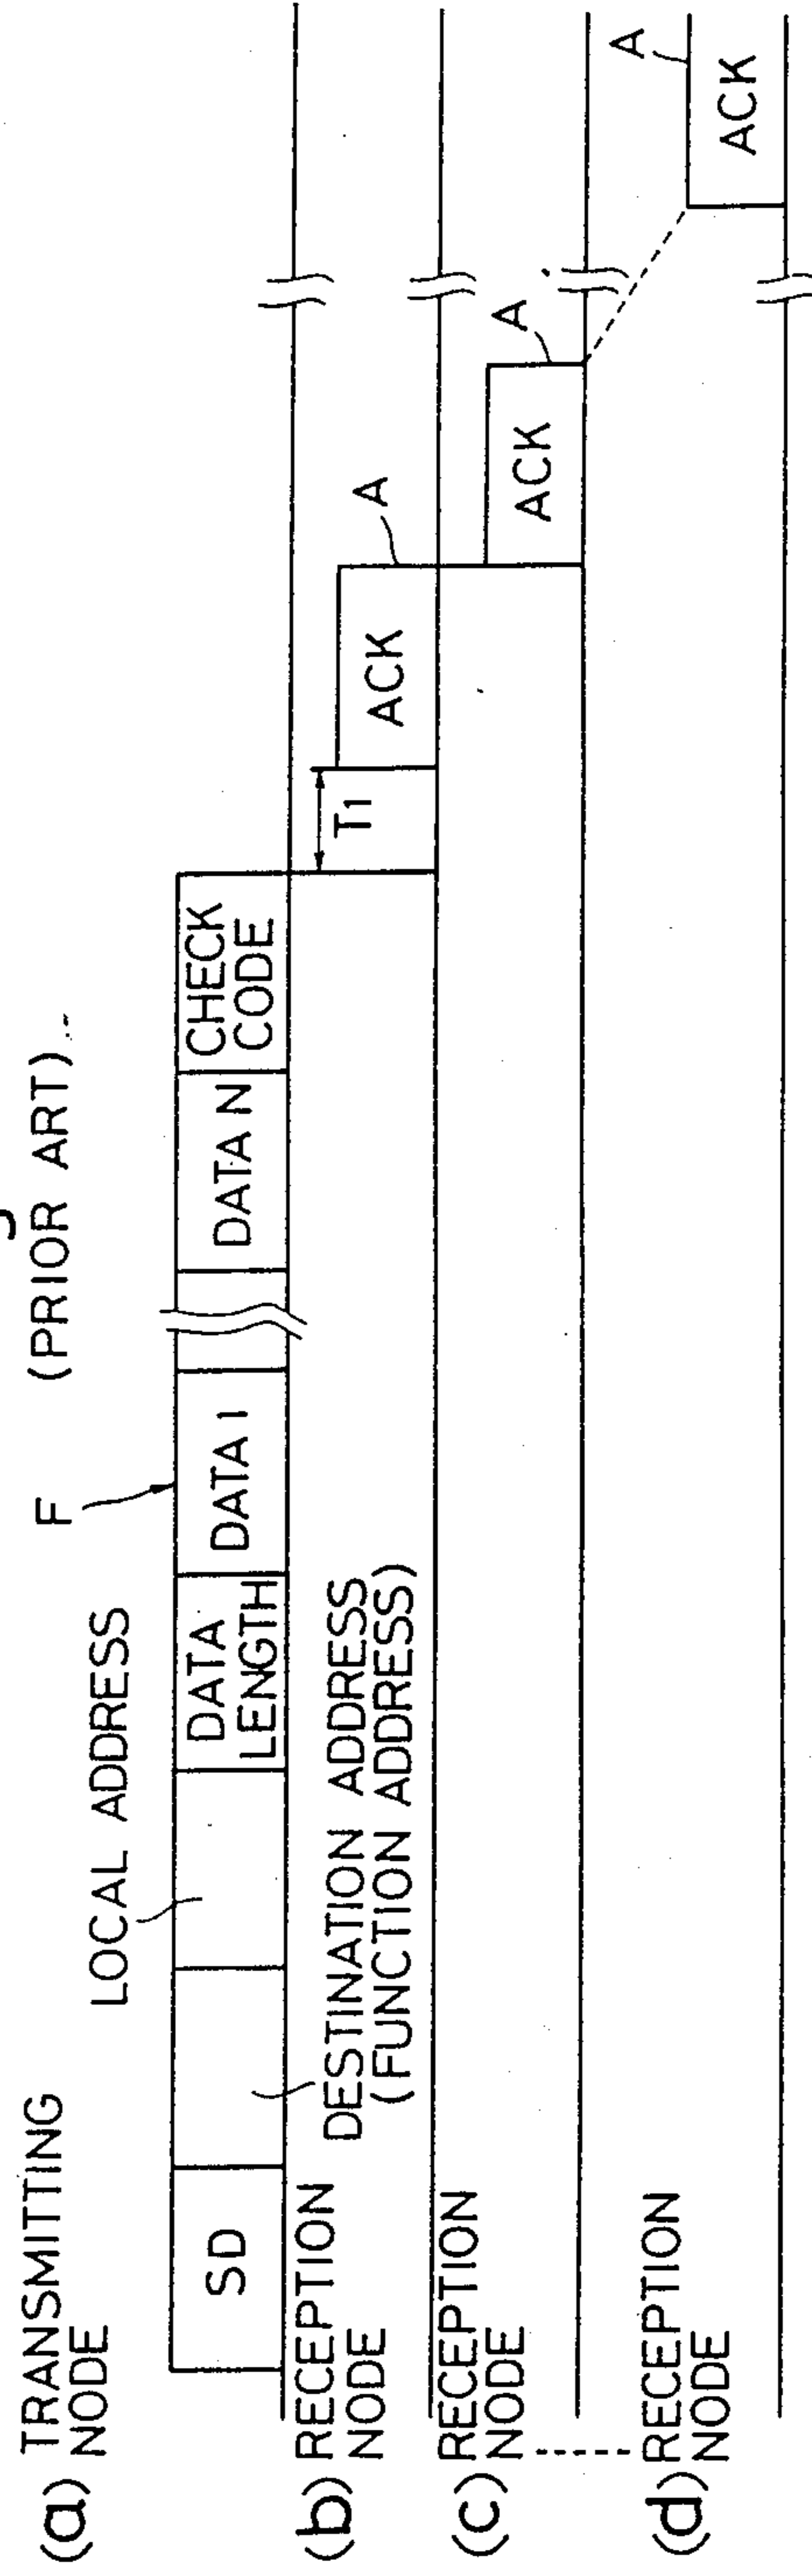 (PRIOR ART)
(a) TRANSMITTING
NODE
LOCAL ADDRESS
F
SD
DATA
LENGTH
DATA 1
DATA N
CHECK
CODE
DESTINATION ADDRESS
(FUNCTION ADDRESS)
(b) RECEPTION
NODE
T1
ACK
A
(c) RECEPTION
NODE
ACK
A
(d) RECEPTION
NODE
ACK
A